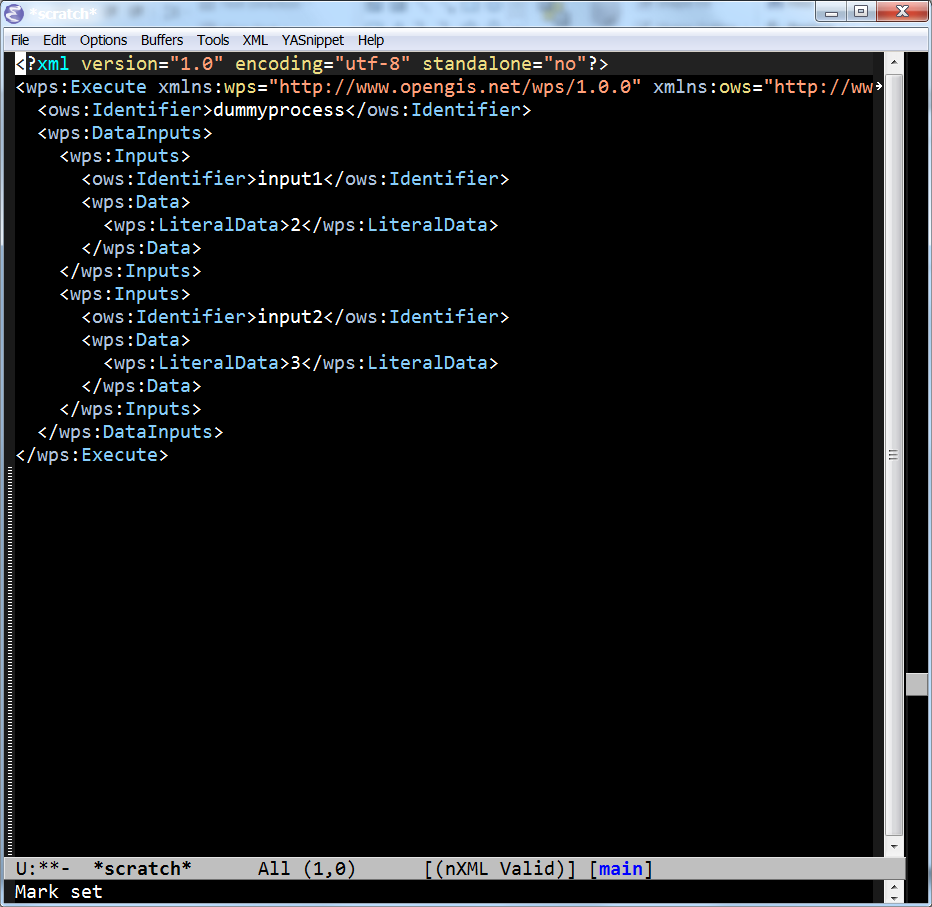 *scratch*
File Edit Options Buffers Tools XML YASnippet Help
<?xml version="1.0" encoding="utf-8" standalone="no"?>
<wps:Execute xmlns:wps="http://www.opengis.net/wps/1.0.0" xmlns:ows="http://ww
  <ows:Identifier>dummyprocess</ows:Identifier>
  <wps:DataInputs>
    <wps:Inputs>
      <ows:Identifier>input1</ows:Identifier>
      <wps:Data>
        <wps:LiteralData>2</wps:LiteralData>
      </wps:Data>
    </wps:Inputs>
    <wps:Inputs>
      <ows:Identifier>input2</ows:Identifier>
      <wps:Data>
        <wps:LiteralData>3</wps:LiteralData>
      </wps:Data>
    </wps:Inputs>
  </wps:DataInputs>
</wps:Execute>
U:**-  *scratch*      All (1,0)      [(nXML Valid)] [main]
Mark set